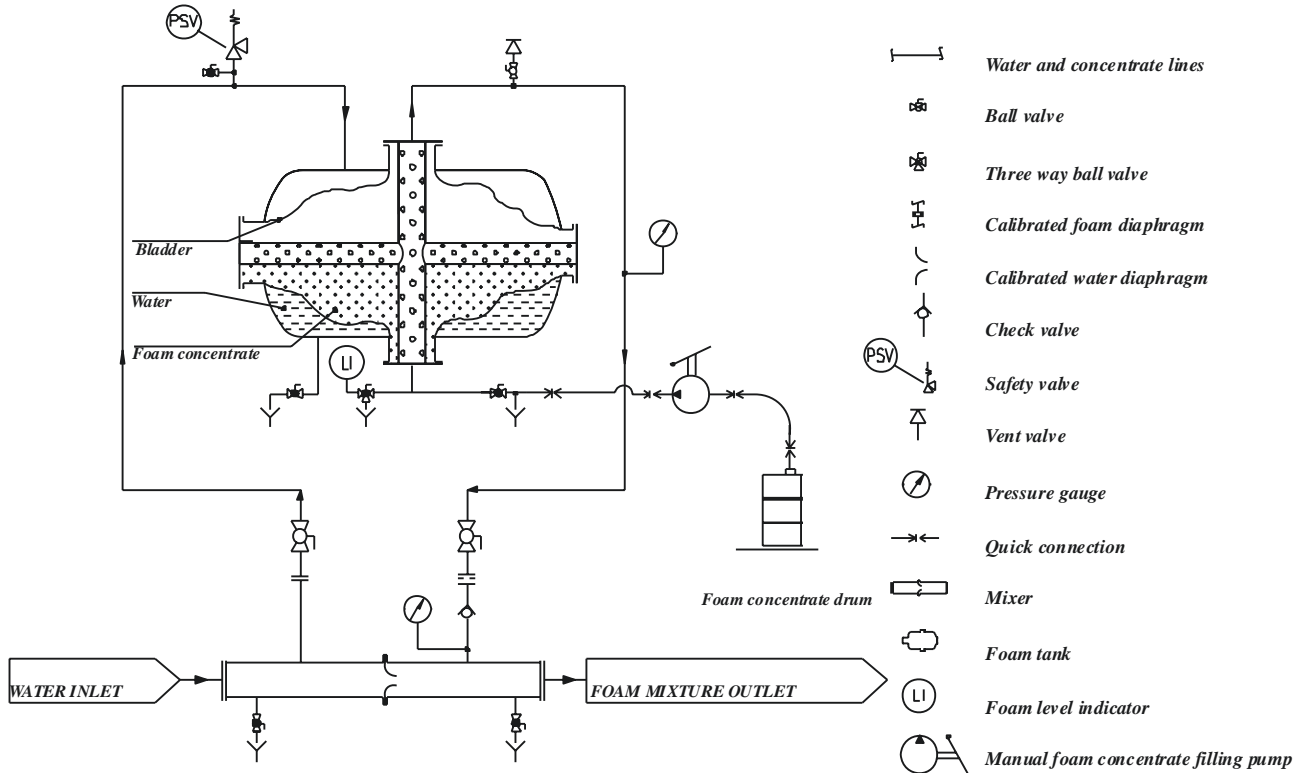 PSV
Bladder
Water
Foam concentrate
LI
Foam concentrate drum
WATER INLET
FOAM MIXTURE OUTLET
Water and concentrate lines
Ball valve
Three way ball valve
Calibrated foam diaphragm
Calibrated water diaphragm
Check valve
PSV
Safety valve
Vent valve
Pressure gauge
Quick connection
Mixer
Foam tank
LI
Foam level indicator
Manual foam concentrate filling pump